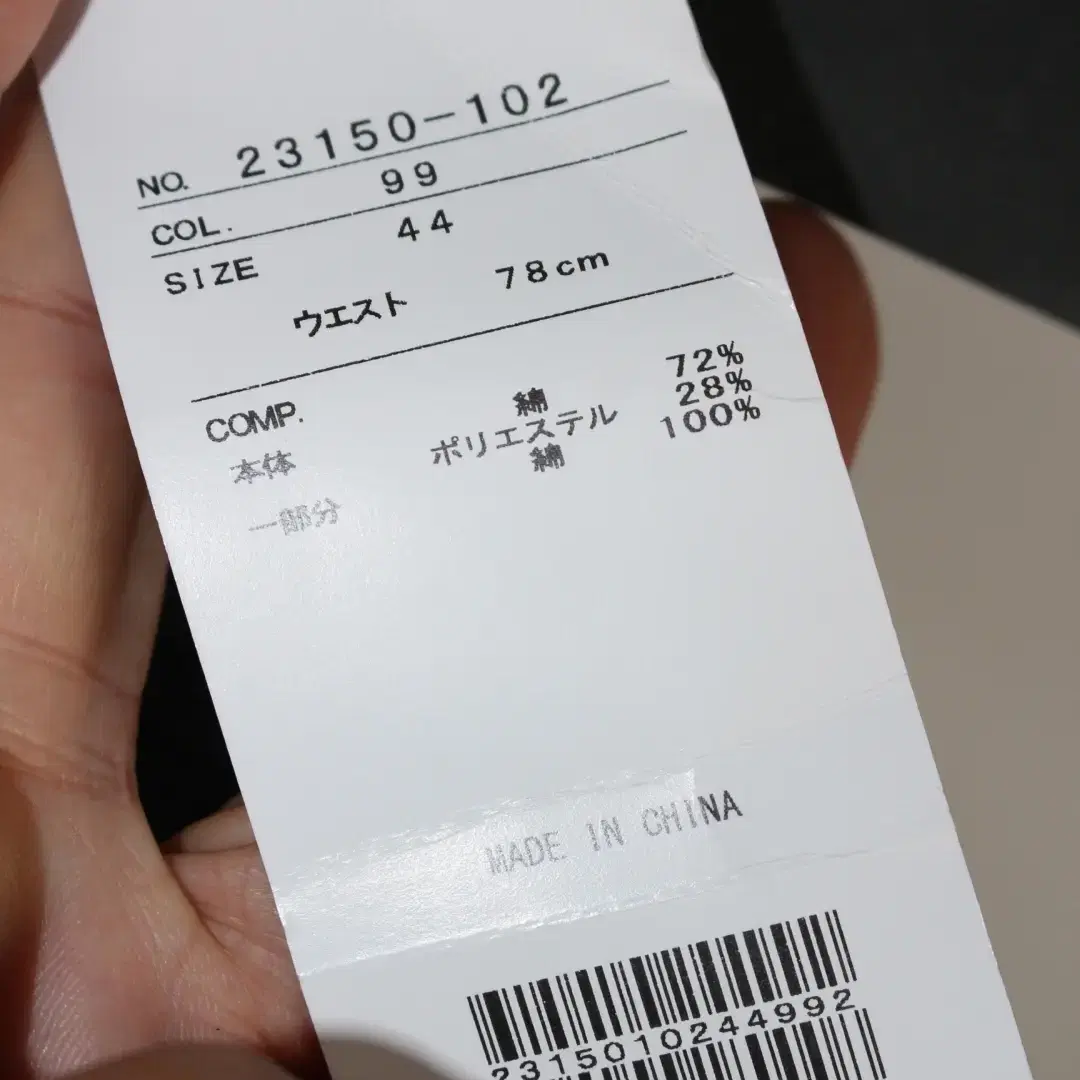 NO. 23150-102
COL. 99
SIZE 44
ウエスト 78cm
COMP.
本体 綿 72%
ポリエステル 28%
一部分 綿 100%
MADE IN CHINA
2315010244992